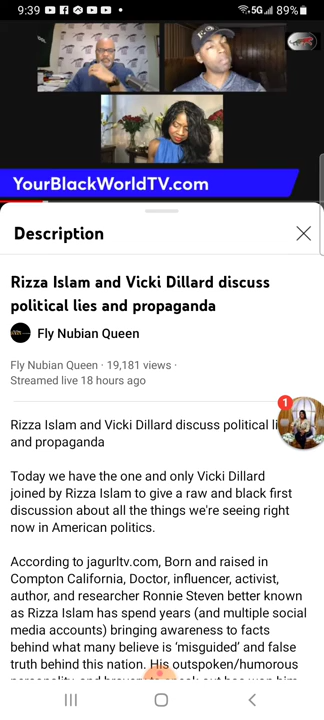 9:39
5G 89%
YourBlackWorldTV.com
Description
Rizza Islam and Vicki Dillard discuss
political lies and propaganda
Fly Nubian Queen
Fly Nubian Queen · 19,181 views ·
Streamed live 18 hours ago
1
Rizza Islam and Vicki Dillard discuss political li
and propaganda
Today we have the one and only Vicki Dillard
joined by Rizza Islam to give a raw and black first
discussion about all the things we're seeing right
now in American politics.
According to jagurltv.com, Born and raised in
Compton California, Doctor, influencer, activist,
author, and researcher Ronnie Steven better known
as Rizza Islam has spend years (and multiple social
media accounts) bringing awareness to facts
behind what many believe is ‘misguided’ and false
truth behind this nation. His outspoken/humorous